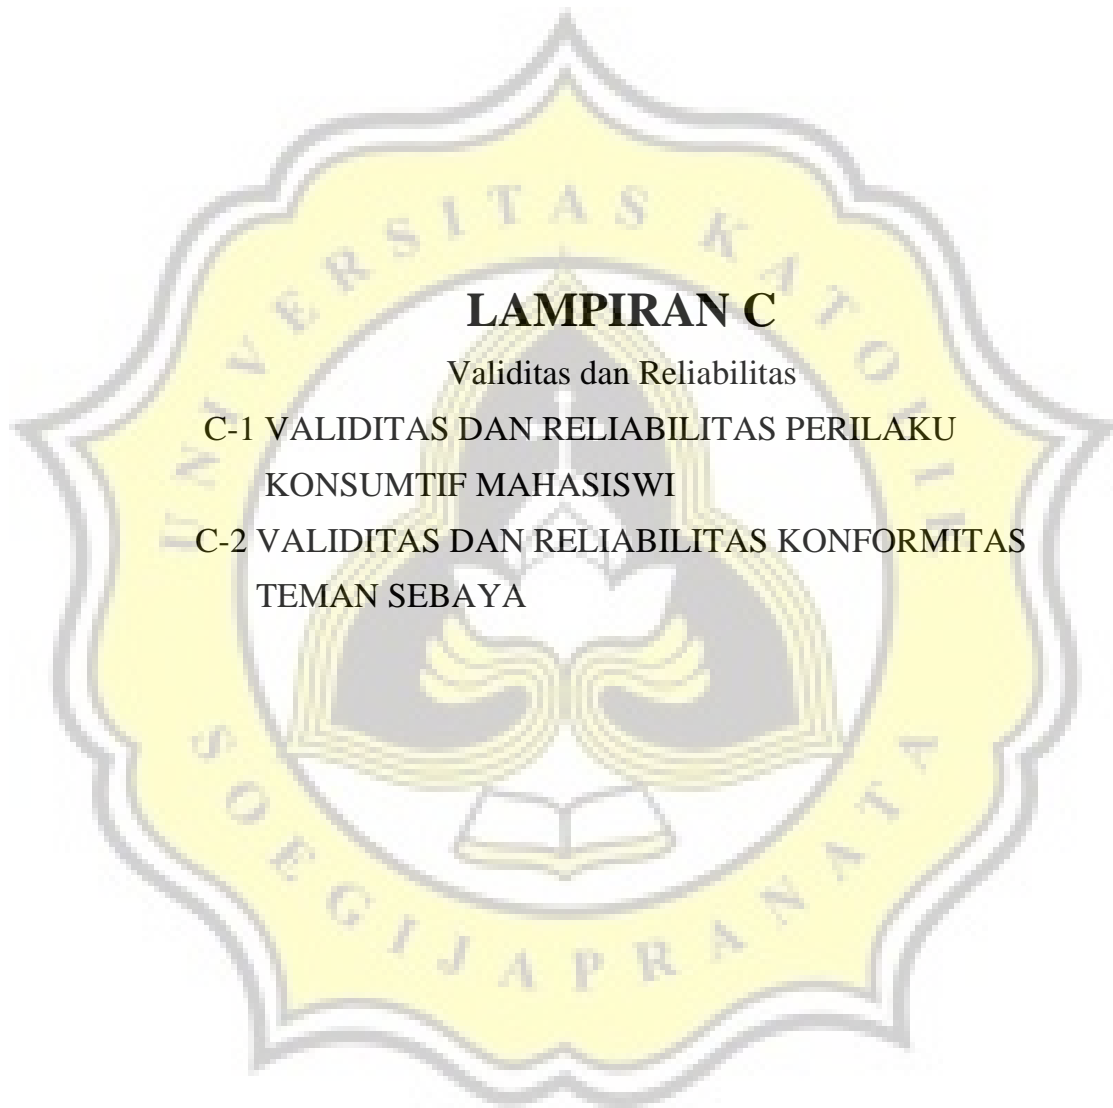 UNIVERSITAS KATOLIK
LAMPIRAN C
Validitas dan Reliabilitas
C-1 VALIDITAS DAN RELIABILITAS PERILAKU
KONSUMTIF MAHASISWI
C-2 VALIDITAS DAN RELIABILITAS KONFORMITAS
TEMAN SEBAYA
SOEGIJAPRANATA